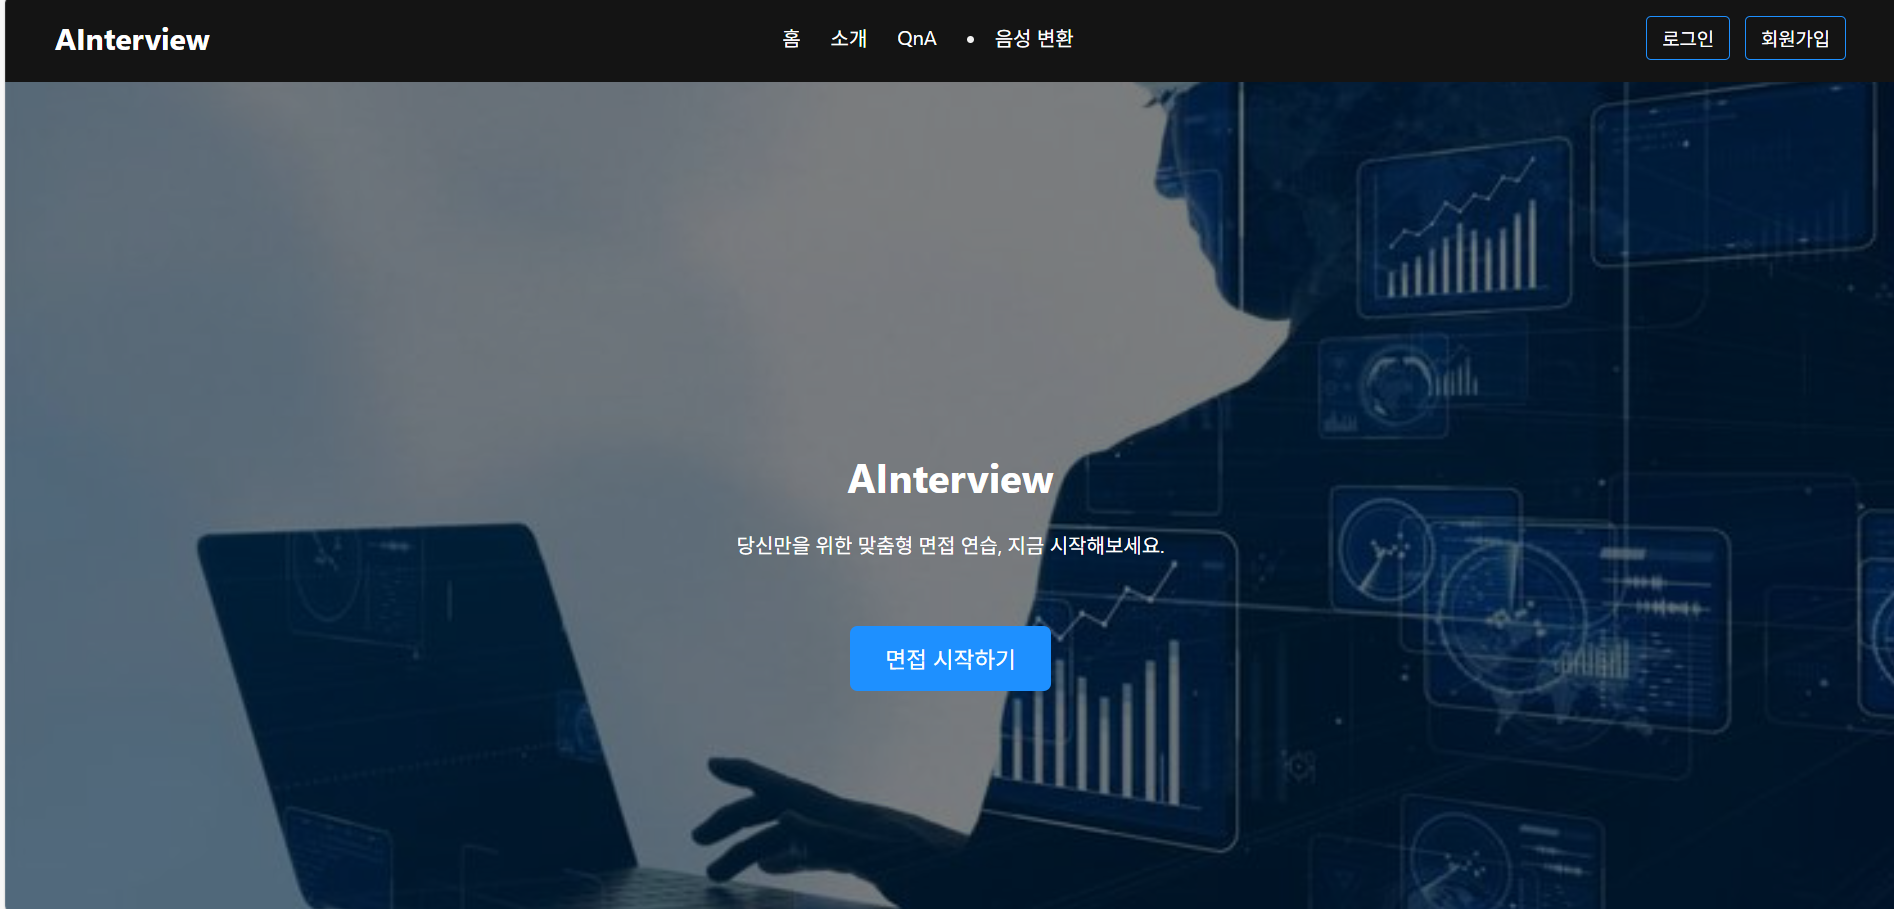 AInterview
홈 소개 QnA • 음성 변환
로그인 회원가입
AInterview
당신만을 위한 맞춤형 면접 연습, 지금 시작해보세요.
면접 시작하기